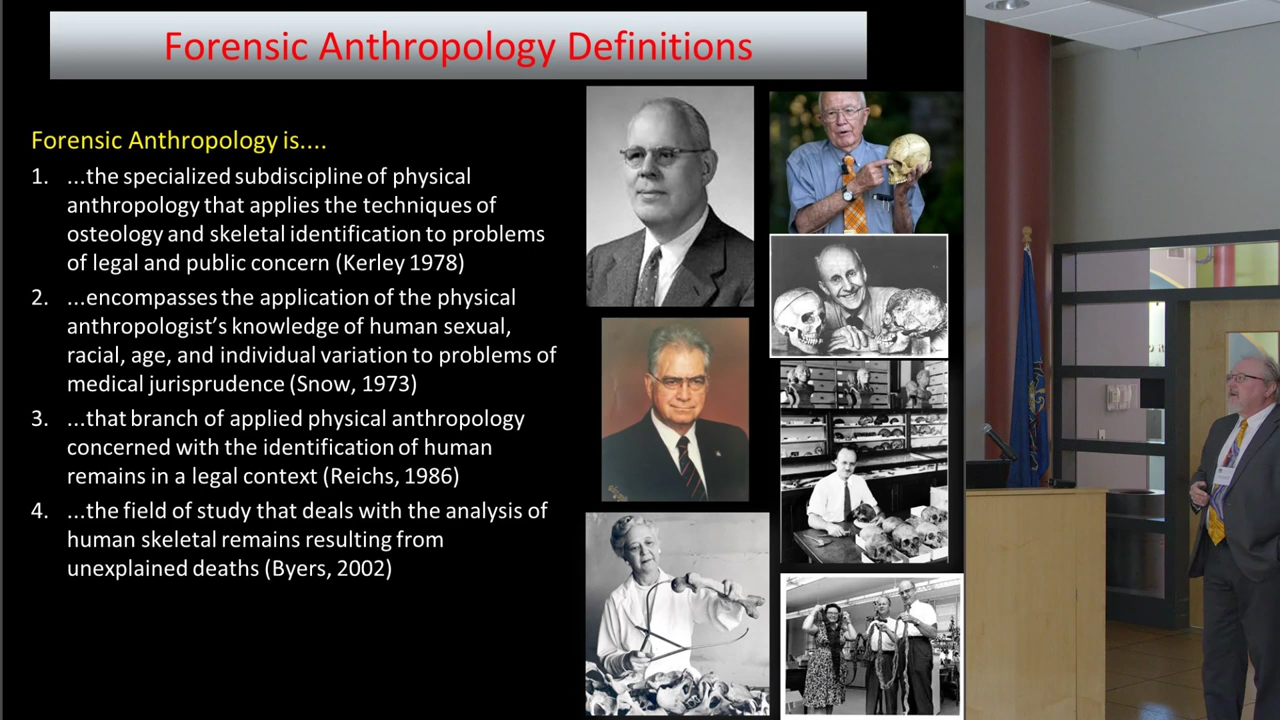 Forensic Anthropology Definitions
Forensic Anthropology is....
1. ...the specialized subdiscipline of physical
anthropology that applies the techniques of
osteology and skeletal identification to problems
of legal and public concern (Kerley 1978)
2. ...encompasses the application of the physical
anthropologist's knowledge of human sexual,
racial, age, and individual variation to problems of
medical jurisprudence (Snow, 1973)
3. ...that branch of applied physical anthropology
concerned with the identification of human
remains in a legal context (Reichs, 1986)
4. ...the field of study that deals with the analysis of
human skeletal remains resulting from
unexplained deaths (Byers, 2002)